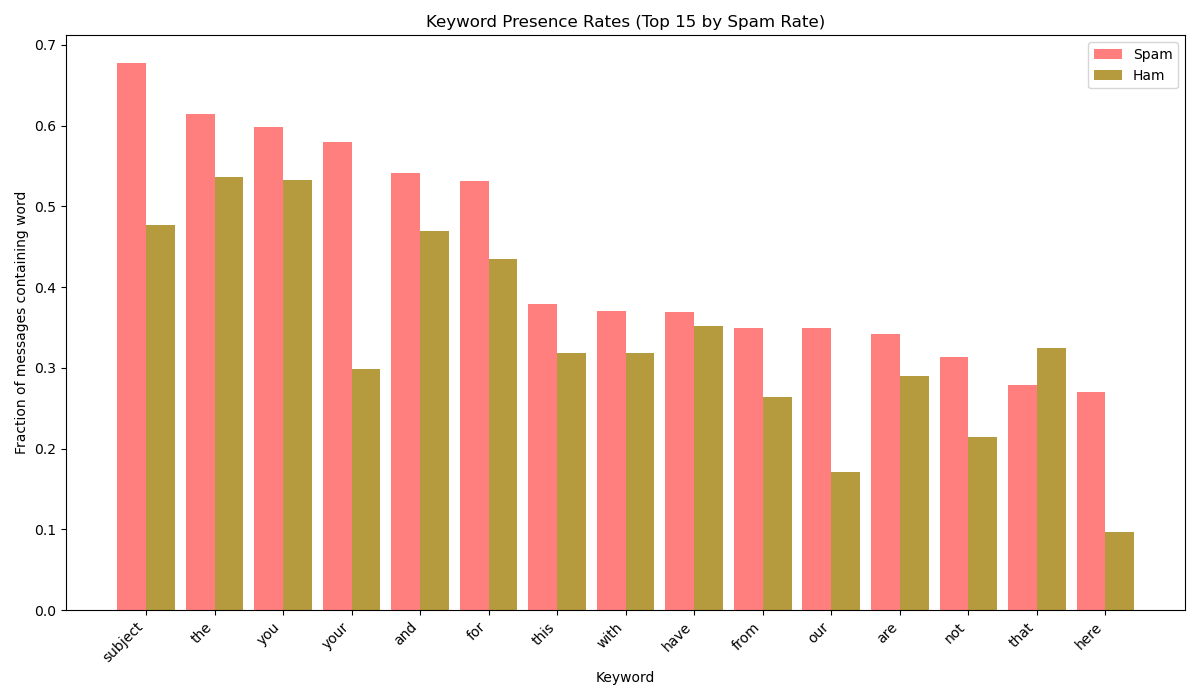 Keyword Presence Rates (Top 15 by Spam Rate)
Spam
Ham
Fraction of messages containing word
0.7
0.6
0.5
0.4
0.3
0.2
0.1
0.0
subject
the
you
your
and
for
this
with
have
from
our
are
not
that
here
Keyword